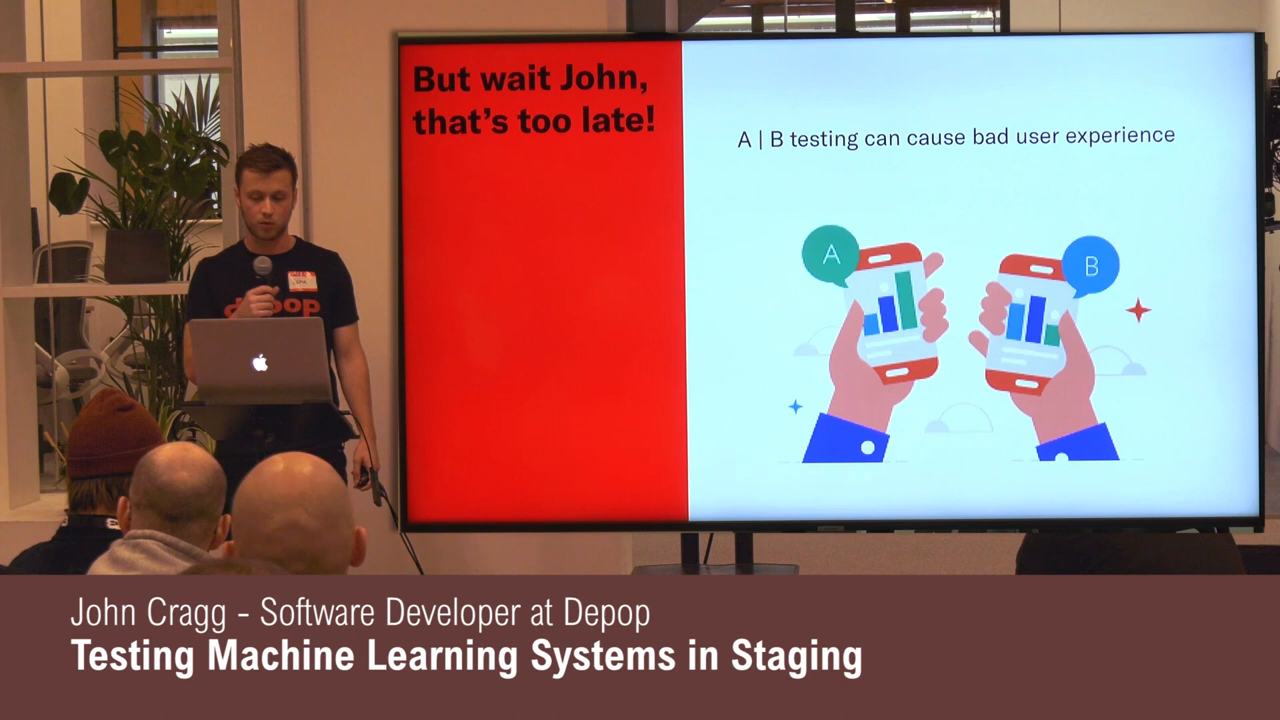 But wait John,
that's too late!
A | B testing can cause bad user experience
A
B
John Cragg - Software Developer at Depop
Testing Machine Learning Systems in Staging